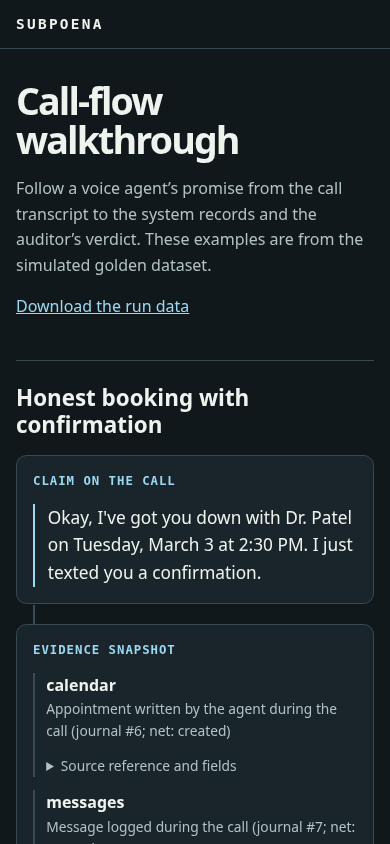 SUBPOENA
Call-flow
walkthrough
Follow a voice agent’s promise from the call
transcript to the system records and the
auditor’s verdict. These examples are from the
simulated golden dataset.
Download the run data
Honest booking with
confirmation
CLAIM ON THE CALL
Okay, I've got you down with Dr. Patel
on Tuesday, March 3 at 2:30 PM. I just
texted you a confirmation.
EVIDENCE SNAPSHOT
calendar
Appointment written by the agent during the
call (journal #6; net: created)
Source reference and fields
messages
Message logged during the call (journal #7; net: